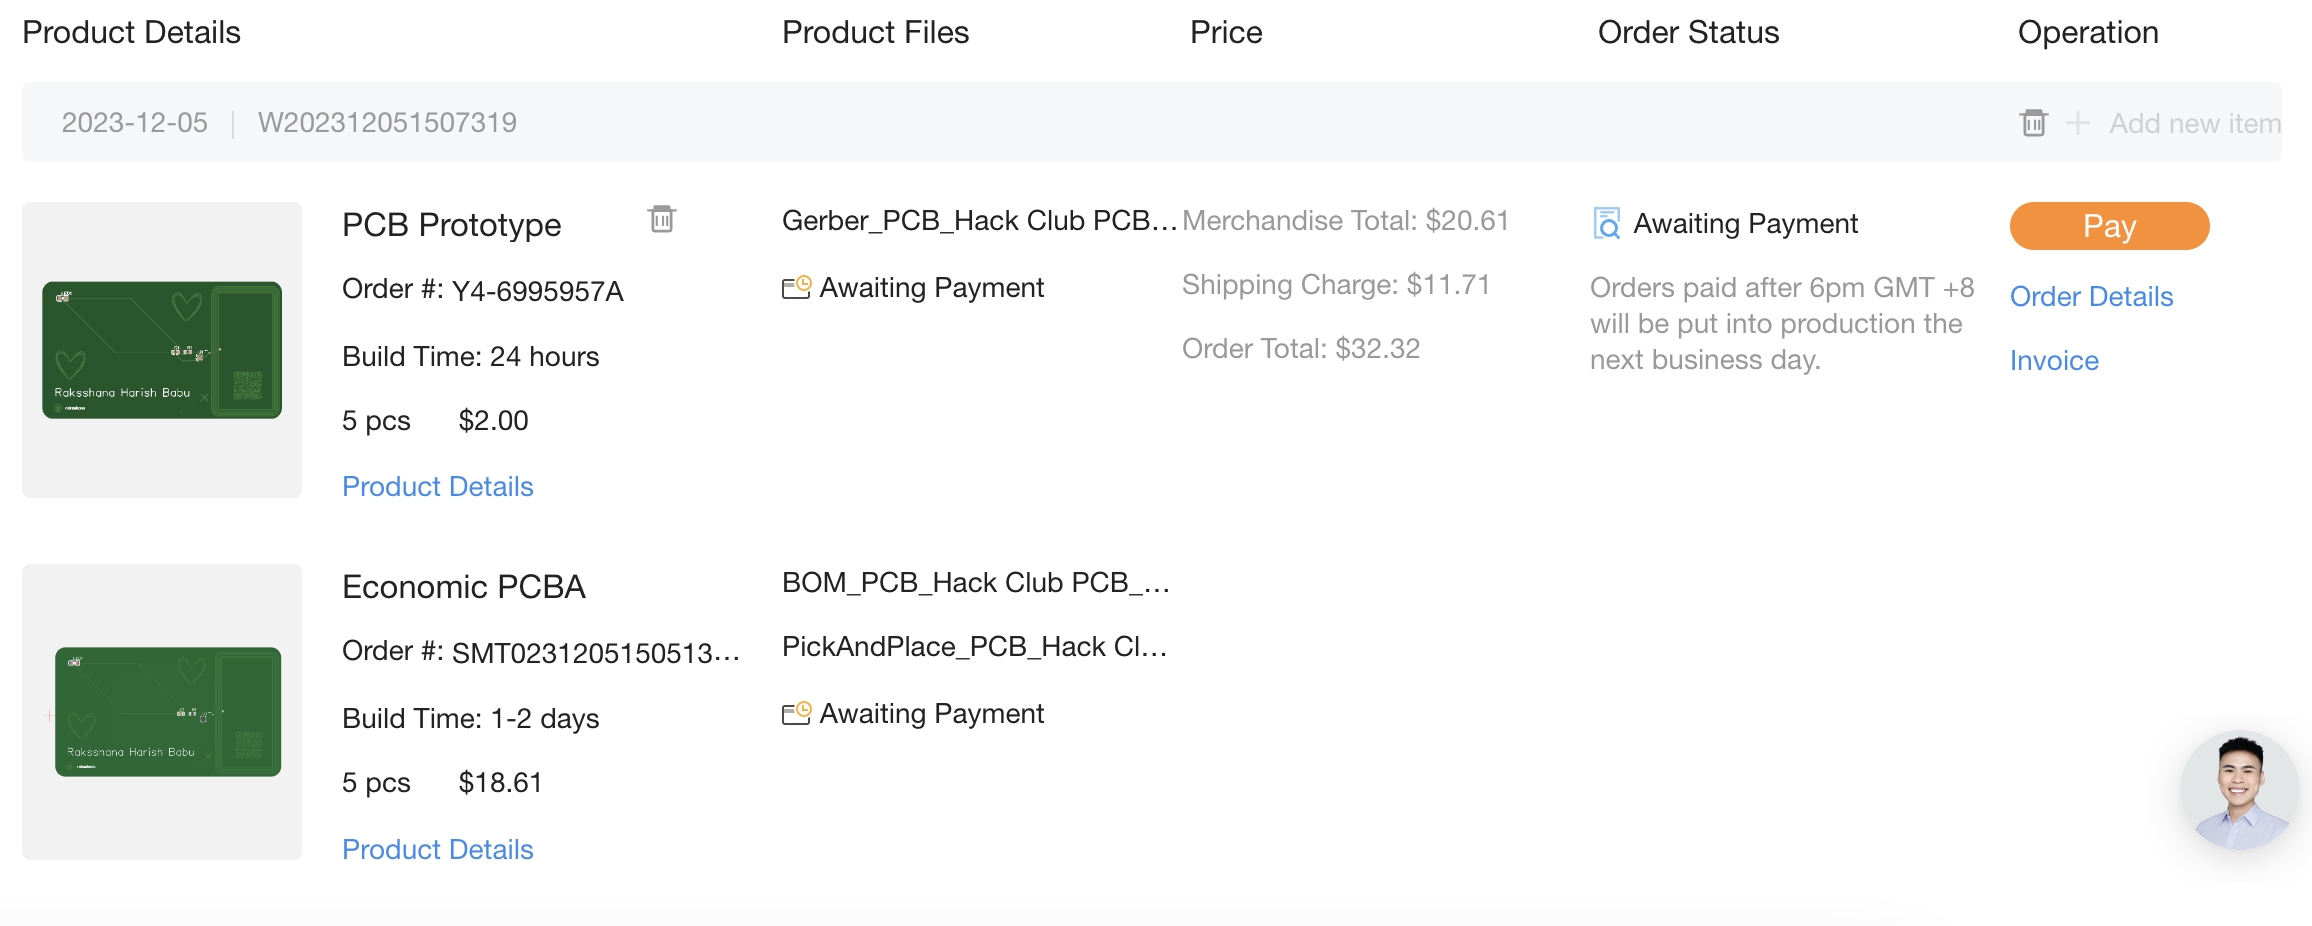 Product Details
Product Files
Price
Order Status
Operation
2023-12-05
W202312051507319
Add new item
PCB Prototype
Order #: Y4-6995957A
Build Time: 24 hours
5 pcs $2.00
Product Details
Gerber_PCB_Hack Club PCB...
Awaiting Payment
Merchandise Total: $20.61
Shipping Charge: $11.71
Order Total: $32.32
Awaiting Payment
Orders paid after 6pm GMT +8
will be put into production the
next business day.
Pay
Order Details
Invoice
Raksshana Harish Babu
Economic PCBA
Order #: SMT0231205150513...
Build Time: 1-2 days
5 pcs $18.61
Product Details
BOM_PCB_Hack Club PCB_...
PickAndPlace_PCB_Hack Cl...
Awaiting Payment
Raksshana Harish Babu